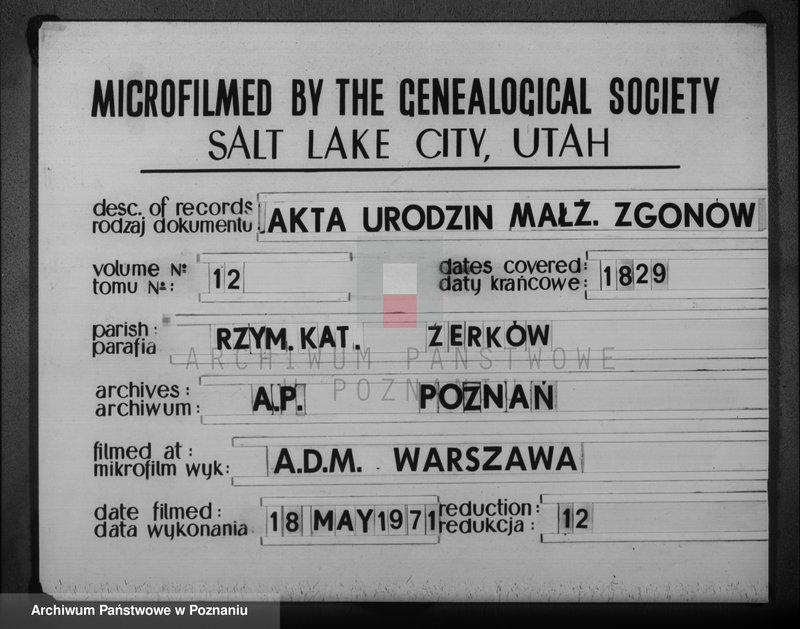 MICROFILMED BY THE GENEALOGICAL SOCIETY
SALT LAKE CITY, UTAH
desc. of records
rodzaj dokumentu: AKTA URODZIN MAŁŻ. ZGONÓW
volume Nº
tomu Nº: 12
dates covered:
daty krańcowe: 1829
parish:
parafia RZYM. KAT. ŻERKÓW
ARCHIWUM PAŃSTWOWE
W POZNANIU
archives:
archiwum: A.P. POZNAŃ
filmed at:
mikrofilm wyk: A.D.M. WARSZAWA
date filmed:
data wykonania 18 MAY 1971
reduction:
redukcja: 12
Archiwum Państwowe w Poznaniu